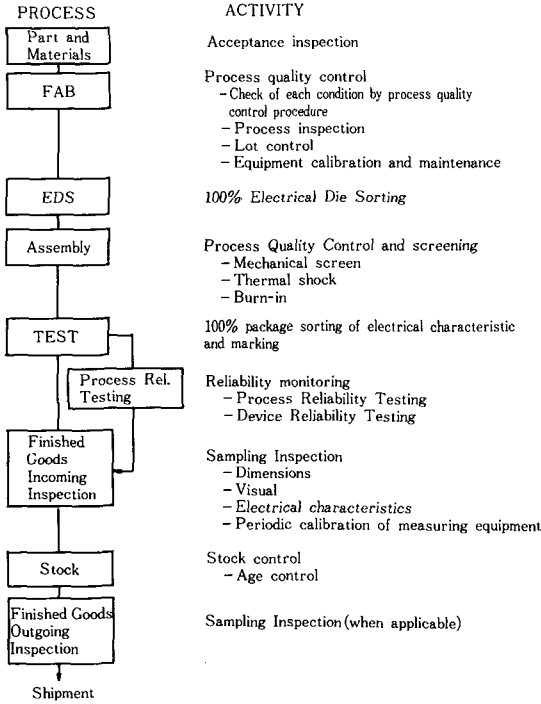 PROCESS ACTIVITY
Part and
Materials
Acceptance inspection
FAB
Process quality control
– Check of each condition by process quality
control procedure
– Process inspection
– Lot control
– Equipment calibration and maintenance
EDS
100% Electrical Die Sorting
Assembly
Process Quality Control and screening
– Mechanical screen
– Thermal shock
– Burn-in
TEST
100% package sorting of electrical characteristic
and marking
Process Rel.
Testing
Reliability monitoring
– Process Reliability Testing
– Device Reliability Testing
Finished
Goods
Incoming
Inspection
Sampling Inspection
– Dimensions
– Visual
– Electrical characteristics
– Periodic calibration of measuring equipment
Stock
Stock control
– Age control
Finished Goods
Outgoing
Inspection
Sampling Inspection (when applicable)
Shipment